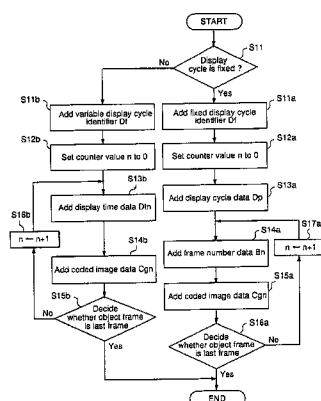 START
S11
Display
cycle is fixed ?
No
Yes
S11b
Add variable display cycle
identifier Df
S11a
Add fixed display cycle
identifier Df
S12b
Set counter value n to 0
S12a
Set counter value n to 0
S13b
Add display time data Dtn
S13a
Add display cycle data Dp
S16b
n ← n+1
S17a
n ← n+1
S14b
Add coded image data Cgn
S14a
Add frame number data Bn
S15b
Decide
whether object frame
is last frame
No
Yes
S15a
Add coded image data Cgn
S16a
Decide
whether object frame
is last frame
No
Yes
END